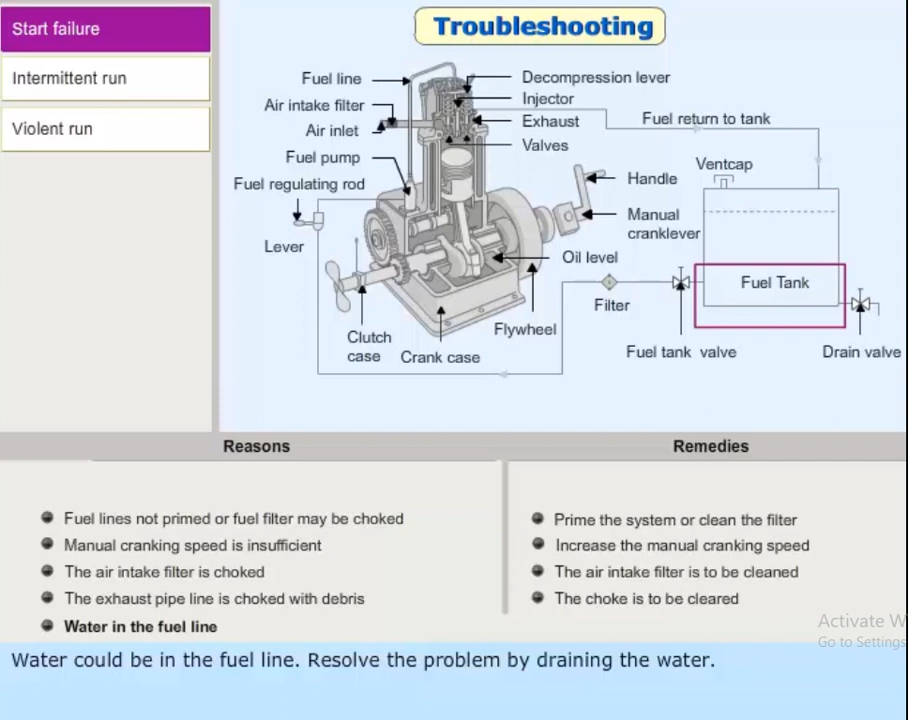 Start failure
Intermittent run
Violent run
Troubleshooting
Fuel line
Decompression lever
Air intake filter
Injector
Air inlet
Exhaust
Fuel return to tank
Fuel pump
Valves
Ventcap
Fuel regulating rod
Handle
Lever
Manual
cranklever
Oil level
Fuel Tank
Filter
Flywheel
Clutch
case
Crank case
Fuel tank valve
Drain valve
Reasons
Remedies
Fuel lines not primed or fuel filter may be choked
Prime the system or clean the filter
Manual cranking speed is insufficient
Increase the manual cranking speed
The air intake filter is choked
The air intake filter is to be cleaned
The exhaust pipe line is choked with debris
The choke is to be cleared
Water in the fuel line
Activate W
Go to Settings
Water could be in the fuel line. Resolve the problem by draining the water.